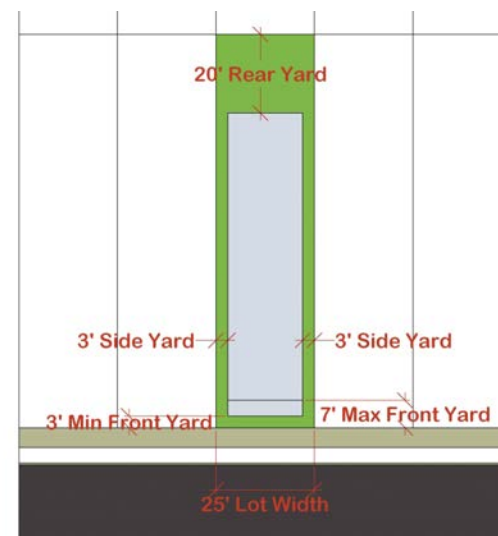 20' Rear Yard
3' Side Yard
3' Side Yard
3' Min Front Yard
7' Max Front Yard
25' Lot Width